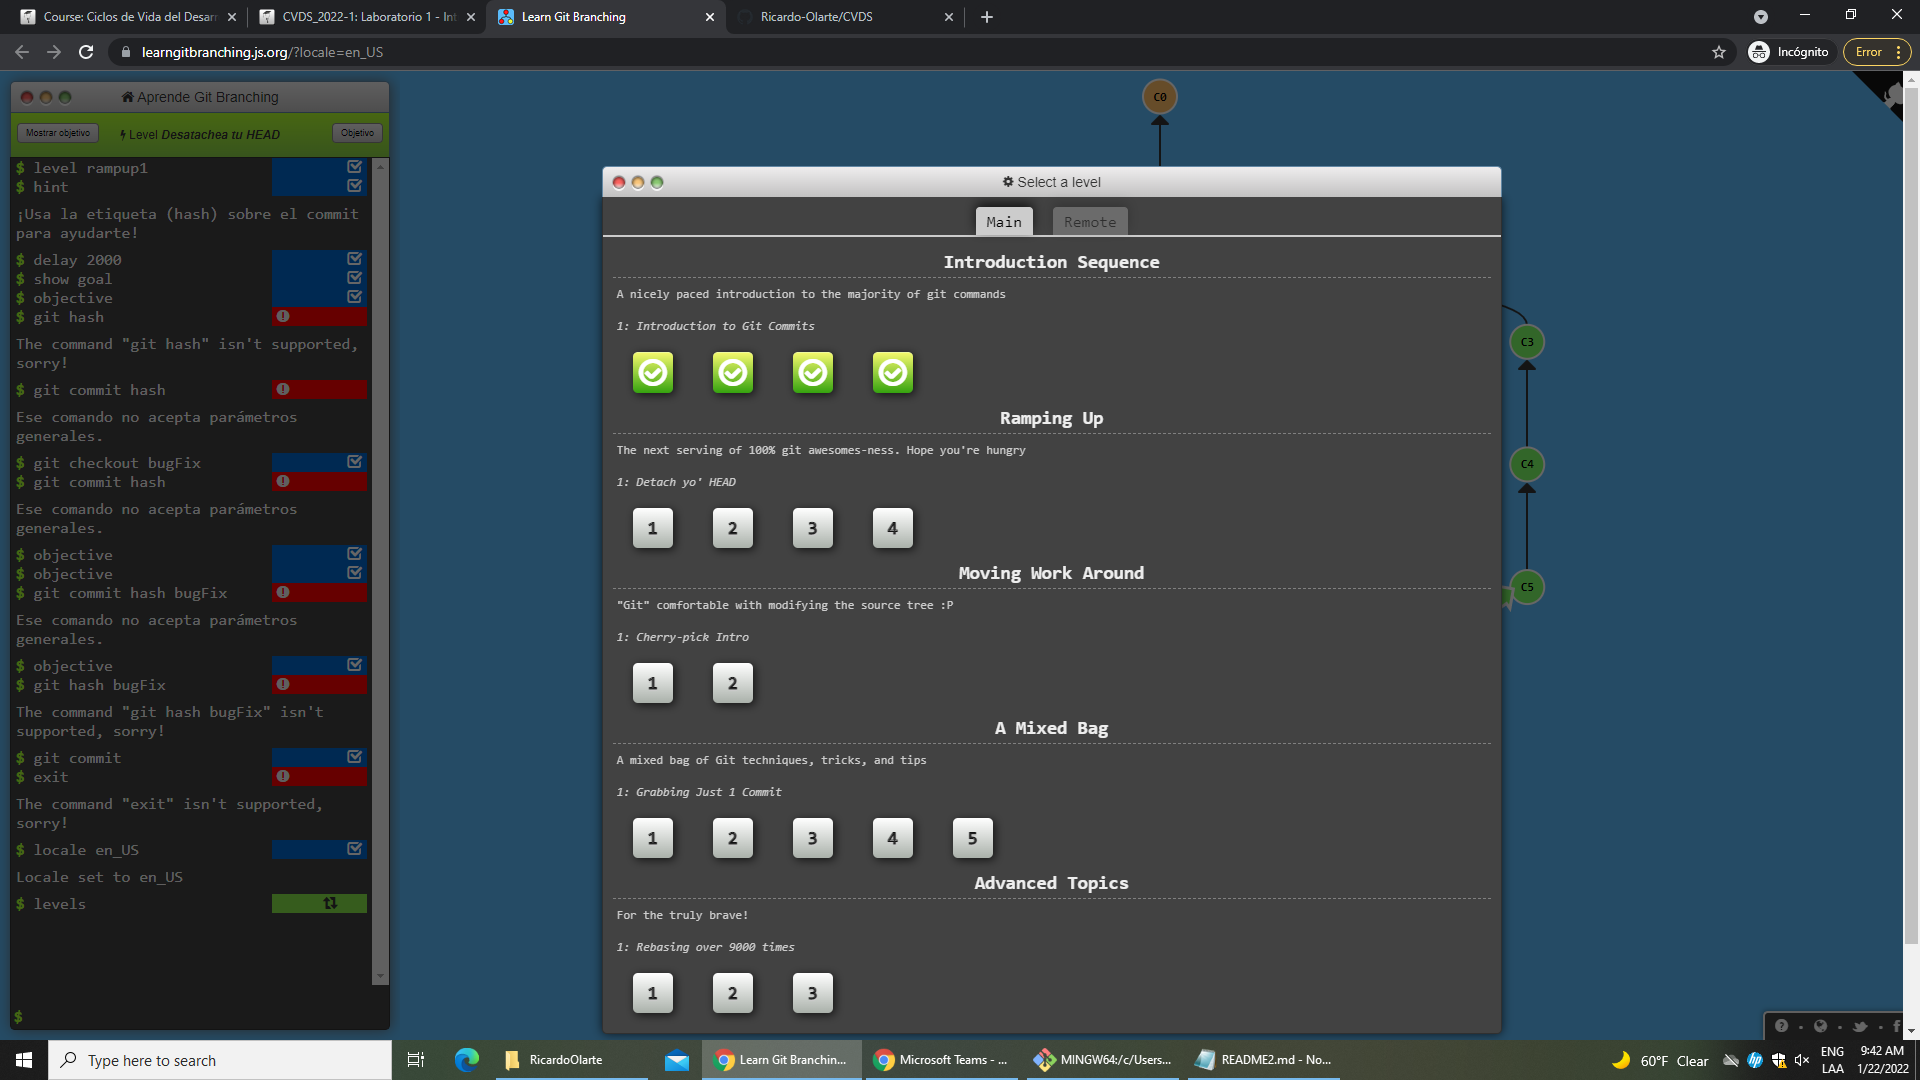 Course: Ciclos de Vida del Desarr
CVDS_2022-1: Laboratorio 1 - Int
Learn Git Branching
Ricardo-Olarte/CVDS
learngitbranching.js.org/?locale=en_US
Incógnito
Error
Aprende Git Branching
Mostrar objetivo
Level Desatachea tu HEAD
Objetivo
$ level rampup1
$ hint
¡Usa la etiqueta (hash) sobre el commit
para ayudarte!
$ delay 2000
$ show goal
$ objective
$ git hash
The command "git hash" isn't supported,
sorry!
$ git commit hash
Ese comando no acepta parámetros
generales.
$ git checkout bugFix
$ git commit hash
Ese comando no acepta parámetros
generales.
$ objective
$ objective
$ git commit hash bugFix
Ese comando no acepta parámetros
generales.
$ objective
$ git hash bugFix
The command "git hash bugFix" isn't
supported, sorry!
$ git commit
$ exit
The command "exit" isn't supported,
sorry!
$ locale en_US
Locale set to en_US
$ levels
$
C0
Select a level
Main
Remote
Introduction Sequence
A nicely paced introduction to the majority of git commands
1: Introduction to Git Commits
Ramping Up
The next serving of 100% git awesomes-ness. Hope you're hungry
1: Detach yo' HEAD
1 2 3 4
Moving Work Around
"Git" comfortable with modifying the source tree :P
1: Cherry-pick Intro
1 2
A Mixed Bag
A mixed bag of Git techniques, tricks, and tips
1: Grabbing Just 1 Commit
1 2 3 4 5
Advanced Topics
For the truly brave!
1: Rebasing over 9000 times
1 2 3
C3
C4
C5
Type here to search
RicardoOlarte
Learn Git Branchin...
Microsoft Teams - ...
MINGW64:/c/Users...
README2.md - No...
60°F Clear
ENG
LAA
9:42 AM
1/22/2022